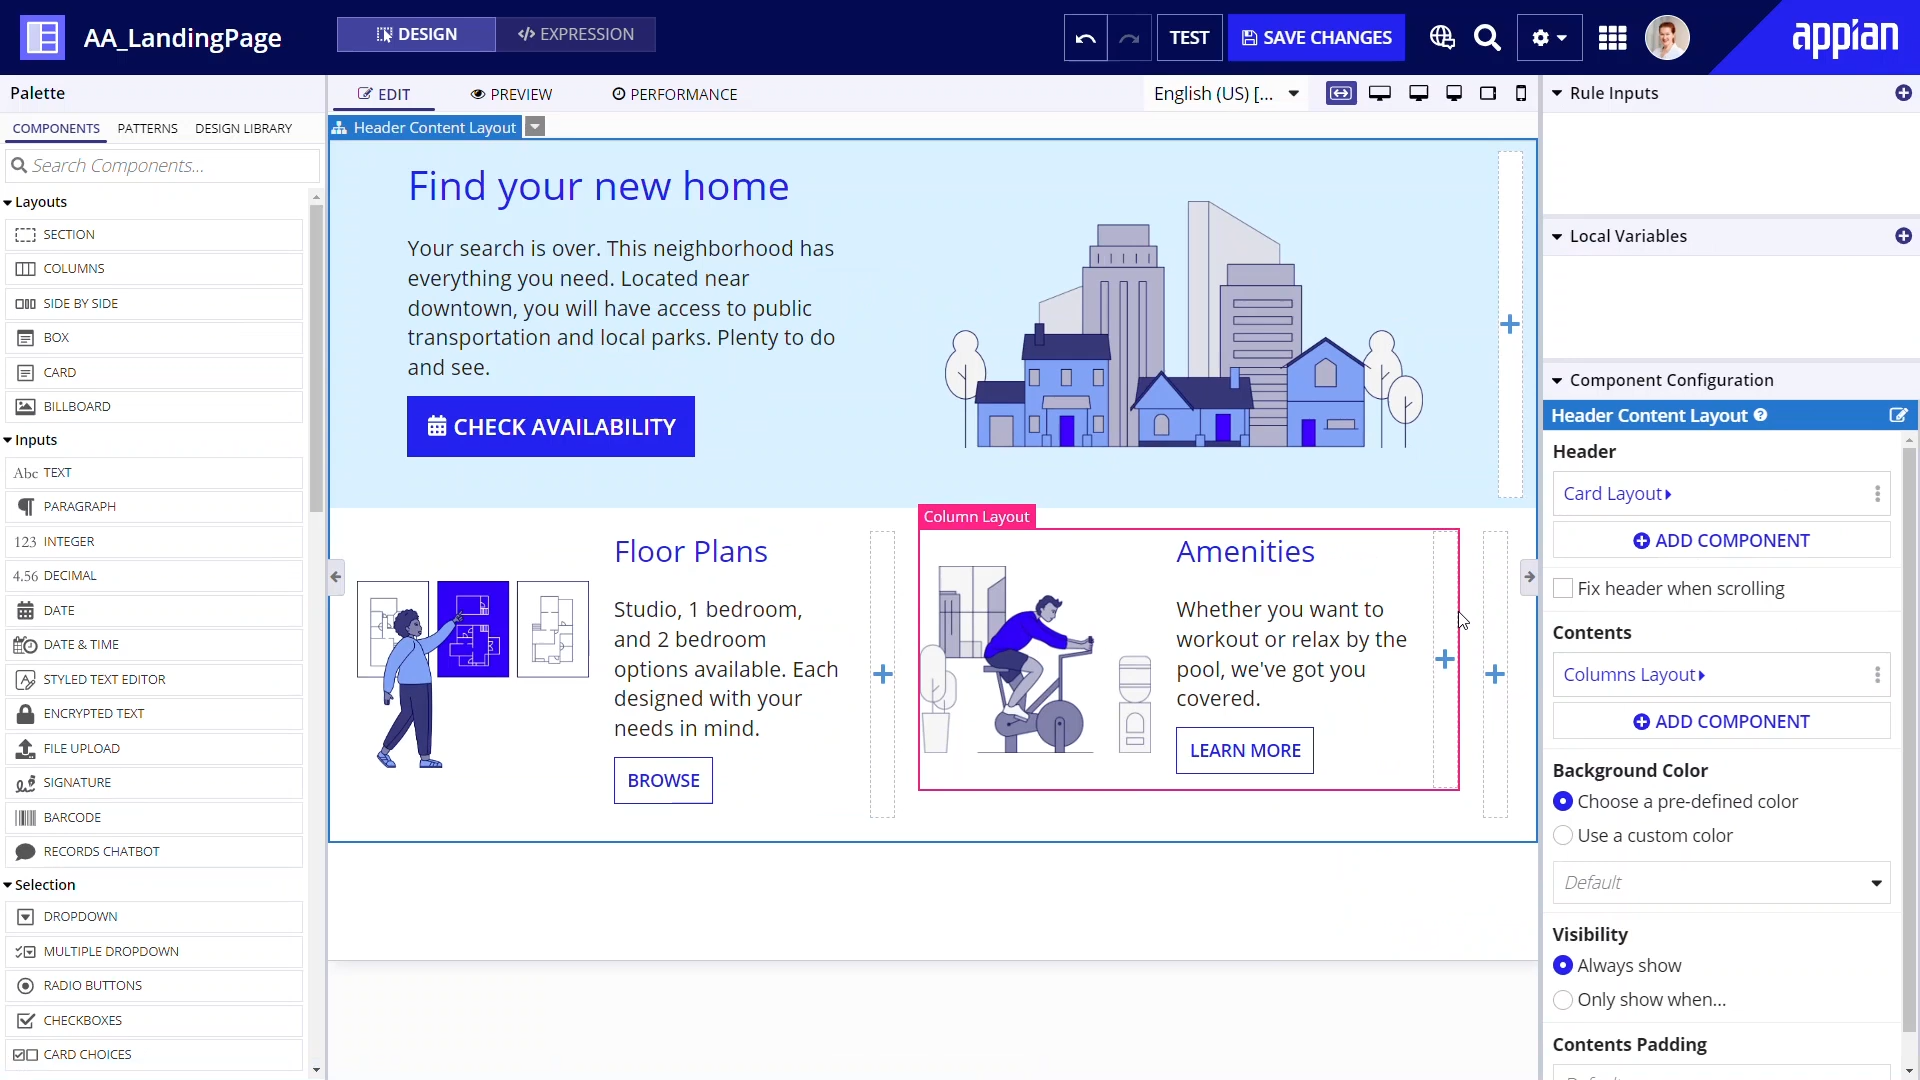 AA_LandingPage
DESIGN
</> EXPRESSION
TEST
SAVE CHANGES
appian
Palette
COMPONENTS PATTERNS DESIGN LIBRARY
Search Components...
Layouts
SECTION
COLUMNS
SIDE BY SIDE
BOX
CARD
BILLBOARD
Inputs
Abc TEXT
PARAGRAPH
123 INTEGER
4.56 DECIMAL
DATE
DATE & TIME
STYLED TEXT EDITOR
ENCRYPTED TEXT
FILE UPLOAD
SIGNATURE
BARCODE
RECORDS CHATBOT
Selection
DROPDOWN
MULTIPLE DROPDOWN
RADIO BUTTONS
CHECKBOXES
CARD CHOICES
EDIT
PREVIEW
PERFORMANCE
English (US) [...
Header Content Layout
Find your new home
Your search is over. This neighborhood has
everything you need. Located near
downtown, you will have access to public
transportation and local parks. Plenty to do
and see.
CHECK AVAILABILITY
Floor Plans
Studio, 1 bedroom,
and 2 bedroom
options available. Each
designed with your
needs in mind.
BROWSE
Column Layout
Amenities
Whether you want to
workout or relax by the
pool, we've got you
covered.
LEARN MORE
Rule Inputs
Local Variables
Component Configuration
Header Content Layout
Header
Card Layout
ADD COMPONENT
Fix header when scrolling
Contents
Columns Layout
ADD COMPONENT
Background Color
Choose a pre-defined color
Use a custom color
Default
Visibility
Always show
Only show when...
Contents Padding